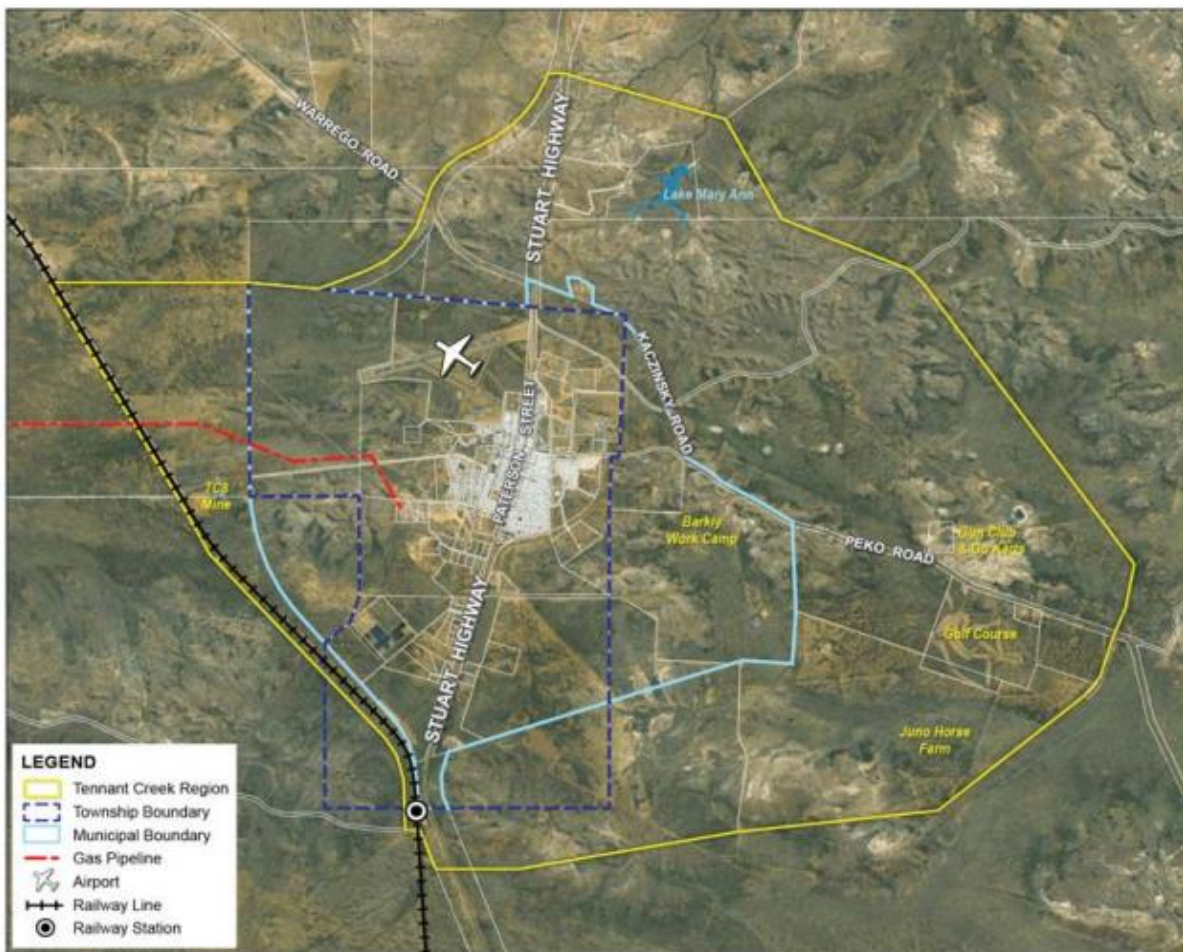 WARREGO ROAD
STUART HIGHWAY
Lake Mary Ann
KACZINSKY ROAD
PATERSON STREET
TC8
Mine
Barkly
Work Camp
PEKO ROAD
Gun Club
& Go Karts
Golf Course
STUART HIGHWAY
Juno Horse
Farm
LEGEND
Tennant Creek Region
Township Boundary
Municipal Boundary
Gas Pipeline
Airport
Railway Line
Railway Station